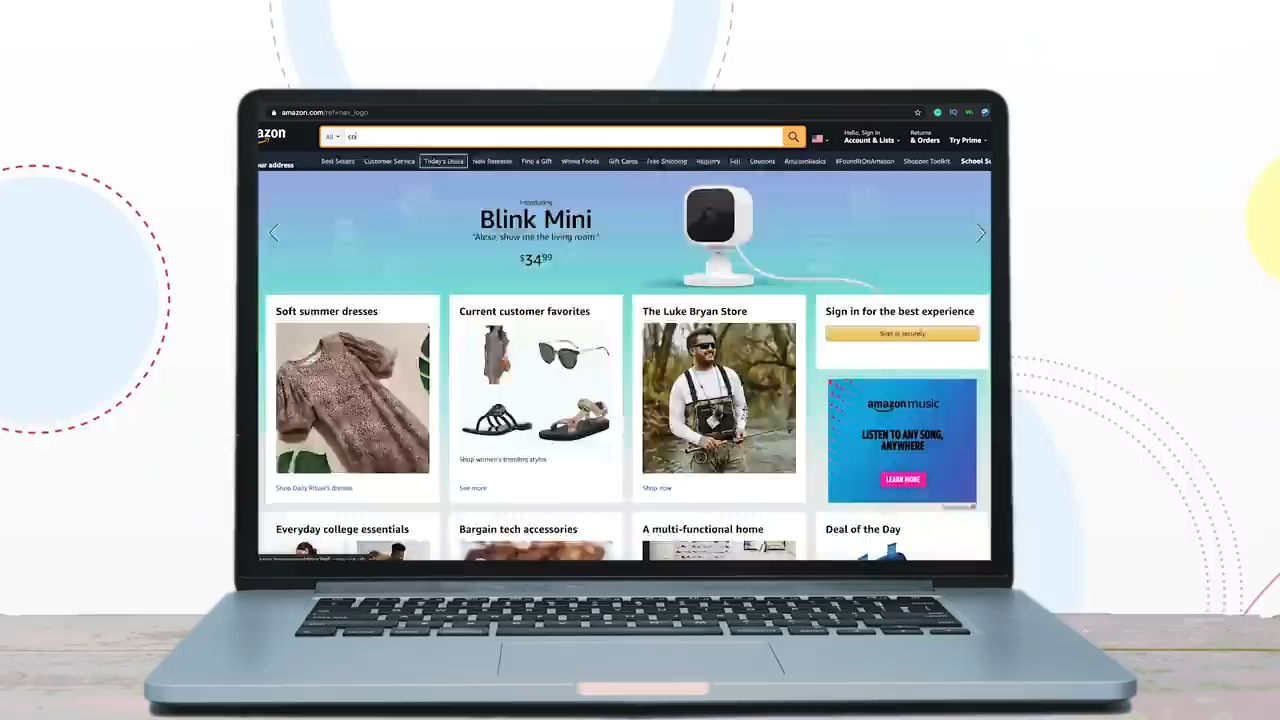 amazon.com/ref=nav_logo
azon
All
co
Hello, Sign in
Account & Lists
Returns
& Orders
Try Prime
our address
Best Sellers
Customer Service
Today's Deals
New Releases
Find a Gift
Whole Foods
Gift Cards
Free Shipping
Registry
Sell
Coupons
AmazonBasics
#FoundItOnAmazon
Shopper Toolkit
School Su
Introducing
Blink Mini
"Alexa, show me the living room."
$3499
Soft summer dresses
Current customer favorites
The Luke Bryan Store
Sign in for the best experience
Sign in securely
amazon music
LISTEN TO ANY SONG,
ANYWHERE
LEARN MORE
Shop women's trending styles
Shop Daily Ritual's dresses
See more
Shop now
Everyday college essentials
Bargain tech accessories
A multi-functional home
Deal of the Day